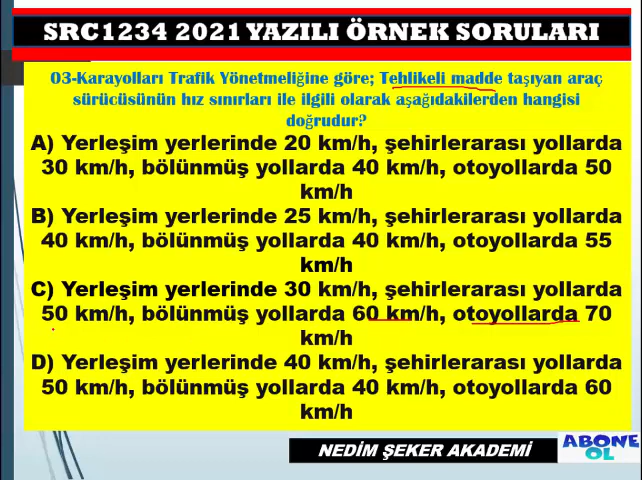 SRC1234 2021 YAZILI ÖRNEK SORULARI
03-Karayolları Trafik Yönetmeliğine göre; Tehlikeli madde taşıyan araç
sürücüsünün hız sınırları ile ilgili olarak aşağıdakilerden hangisi
doğrudur?
A) Yerleşim yerlerinde 20 km/h, şehirlerarası yollarda
30 km/h, bölünmüş yollarda 40 km/h, otoyollarda 50
km/h
B) Yerleşim yerlerinde 25 km/h, şehirlerarası yollarda
40 km/h, bölünmüş yollarda 40 km/h, otoyollarda 55
km/h
C) Yerleşim yerlerinde 30 km/h, şehirlerarası yollarda
50 km/h, bölünmüş yollarda 60 km/h, otoyollarda 70
km/h
D) Yerleşim yerlerinde 40 km/h, şehirlerarası yollarda
50 km/h, bölünmüş yollarda 40 km/h, otoyollarda 60
km/h
NEDİM ŞEKER AKADEMİ
ABONE
OL